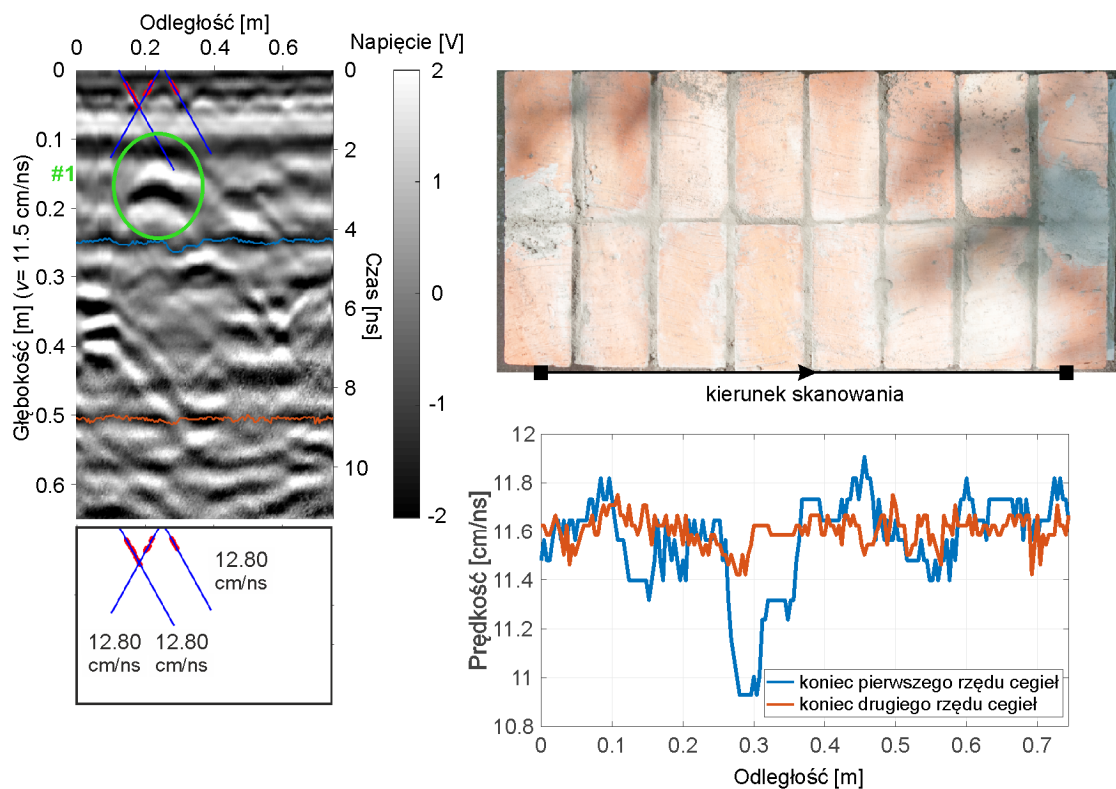 Odległość [m]
0 0.2 0.4 0.6
Napięcie [V]
0
0.1
0.2
0.3
0.4
0.5
0.6
Głębokość [m] (v= 11.5 cm/ns)
#1
0
2
4
6
8
10
Czas [ns]
2
1
0
-1
-2
12.80
cm/ns
12.80 12.80
cm/ns cm/ns
kierunek skanowania
12
11.8
11.6
11.4
11.2
11
10.8
Prędkość [cm/ns]
koniec pierwszego rzędu cegieł
koniec drugiego rzędu cegieł
0 0.1 0.2 0.3 0.4 0.5 0.6 0.7
Odległość [m]